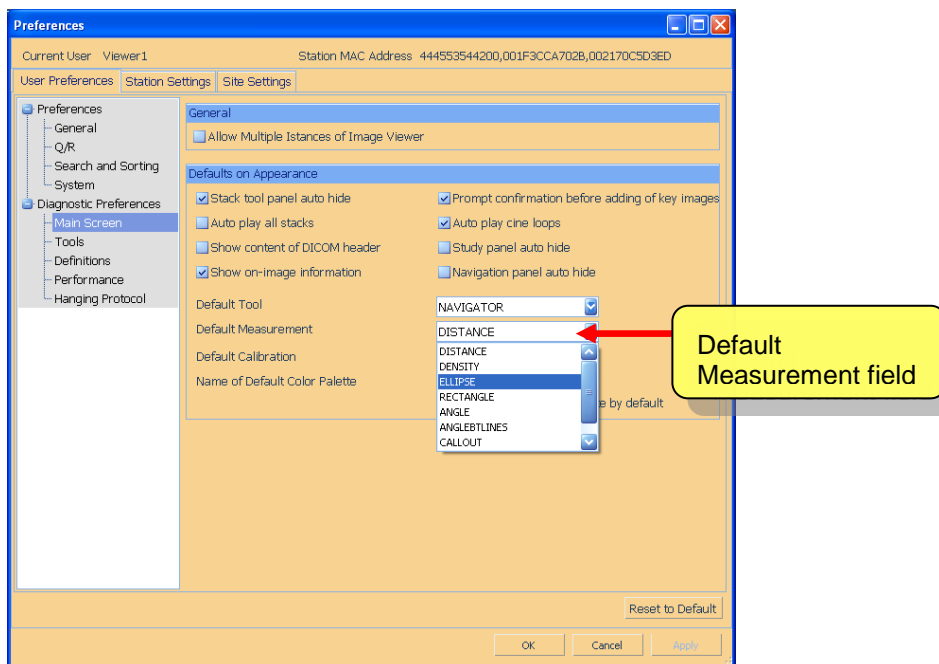 Preferences
Current User Viewer1 Station MAC Address 444553544200,001F3CCA702B,002170C5D3ED
User Preferences Station Settings Site Settings
Preferences
General
Q/R
Search and Sorting
System
Diagnostic Preferences
Main Screen
Tools
Definitions
Performance
Hanging Protocol
General
Allow Multiple Istances of Image Viewer
Defaults on Appearance
Stack tool panel auto hide
Prompt confirmation before adding of key images
Auto play all stacks
Auto play cine loops
Show content of DICOM header
Study panel auto hide
Show on-image information
Navigation panel auto hide
Default Tool NAVIGATOR
Default Measurement DISTANCE
Default Calibration
Name of Default Color Palette
DISTANCE
DENSITY
ELLIPSE
RECTANGLE
ANGLE
ANGLEBTLINES
CALLOUT
by default
Default
Measurement field
Reset to Default
OK Cancel Apply